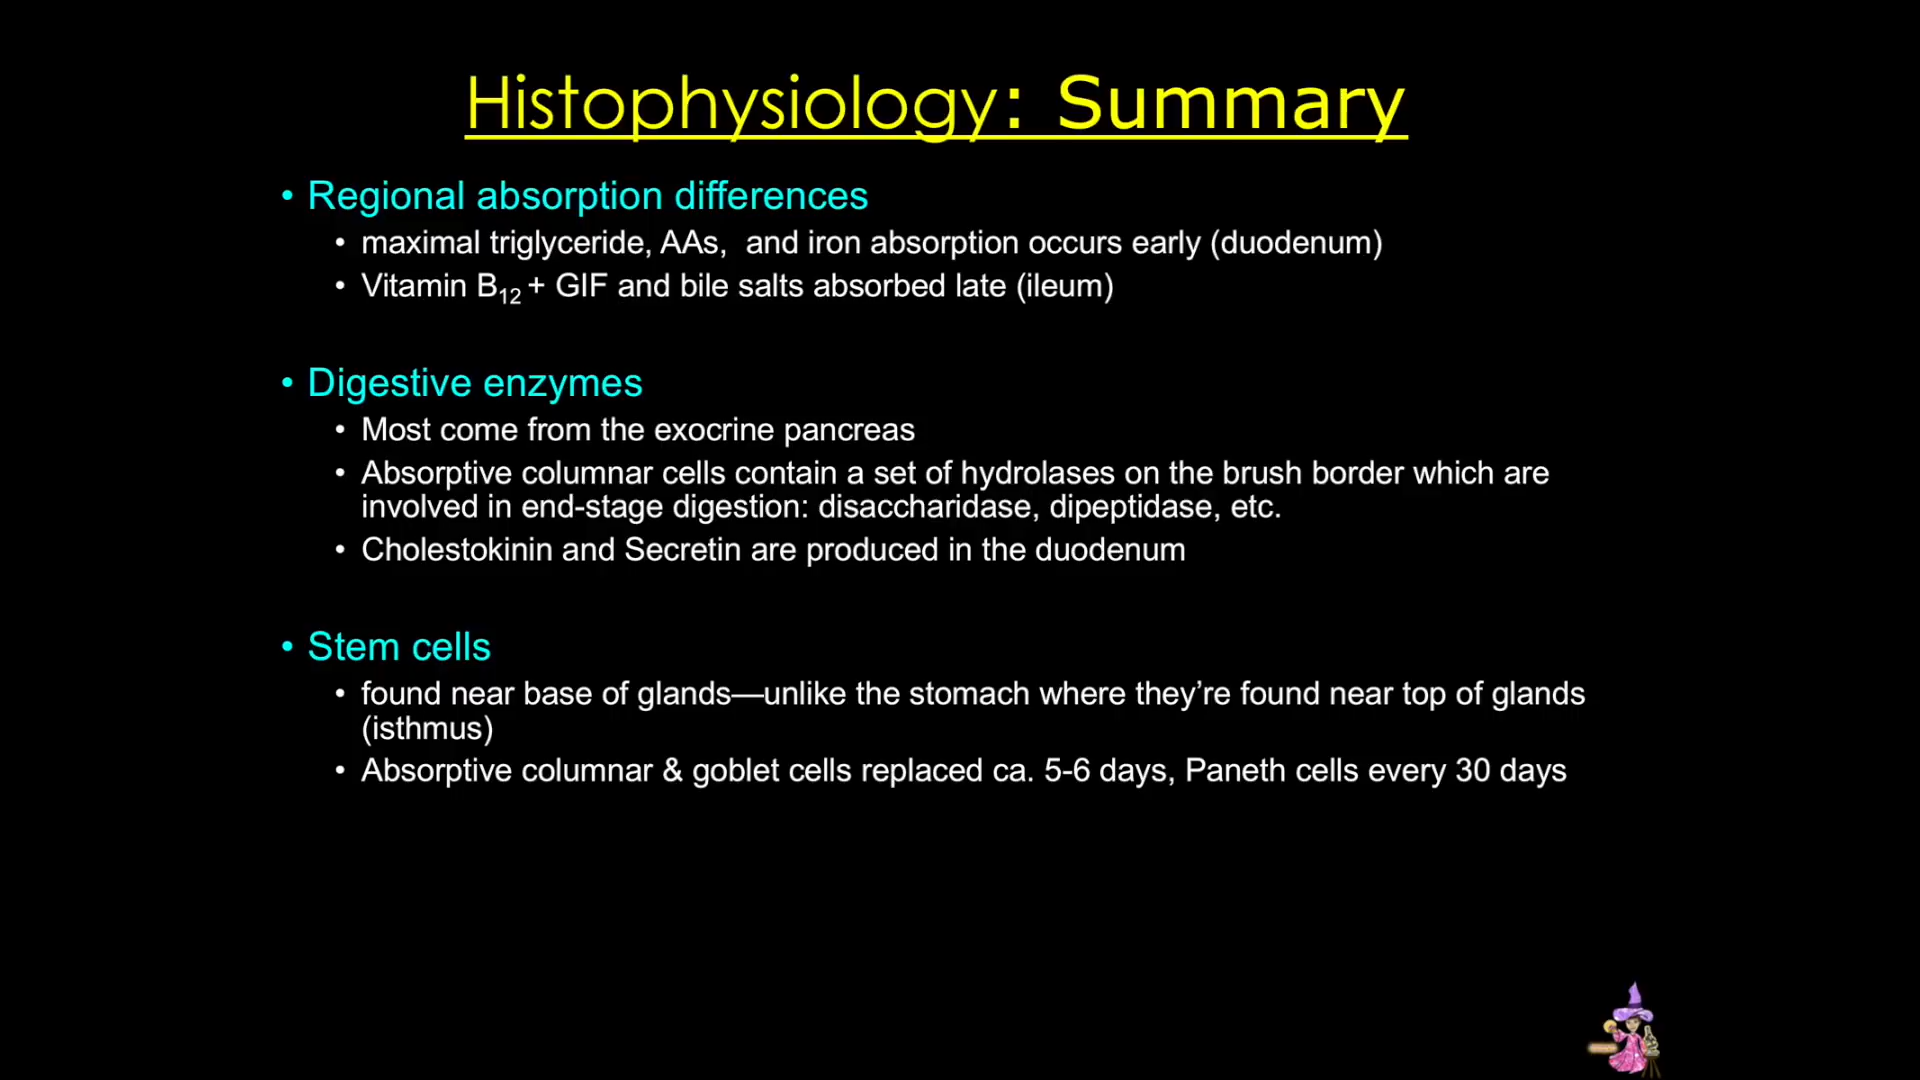 Histophysiology: Summary
• Regional absorption differences
• maximal triglyceride, AAs,  and iron absorption occurs early (duodenum)
• Vitamin B12 + GIF and bile salts absorbed late (ileum)
• Digestive enzymes
• Most come from the exocrine pancreas
• Absorptive columnar cells contain a set of hydrolases on the brush border which are
involved in end-stage digestion: disaccharidase, dipeptidase, etc.
• Cholestokinin and Secretin are produced in the duodenum
• Stem cells
• found near base of glands—unlike the stomach where they’re found near top of glands
(isthmus)
• Absorptive columnar & goblet cells replaced ca. 5-6 days, Paneth cells every 30 days